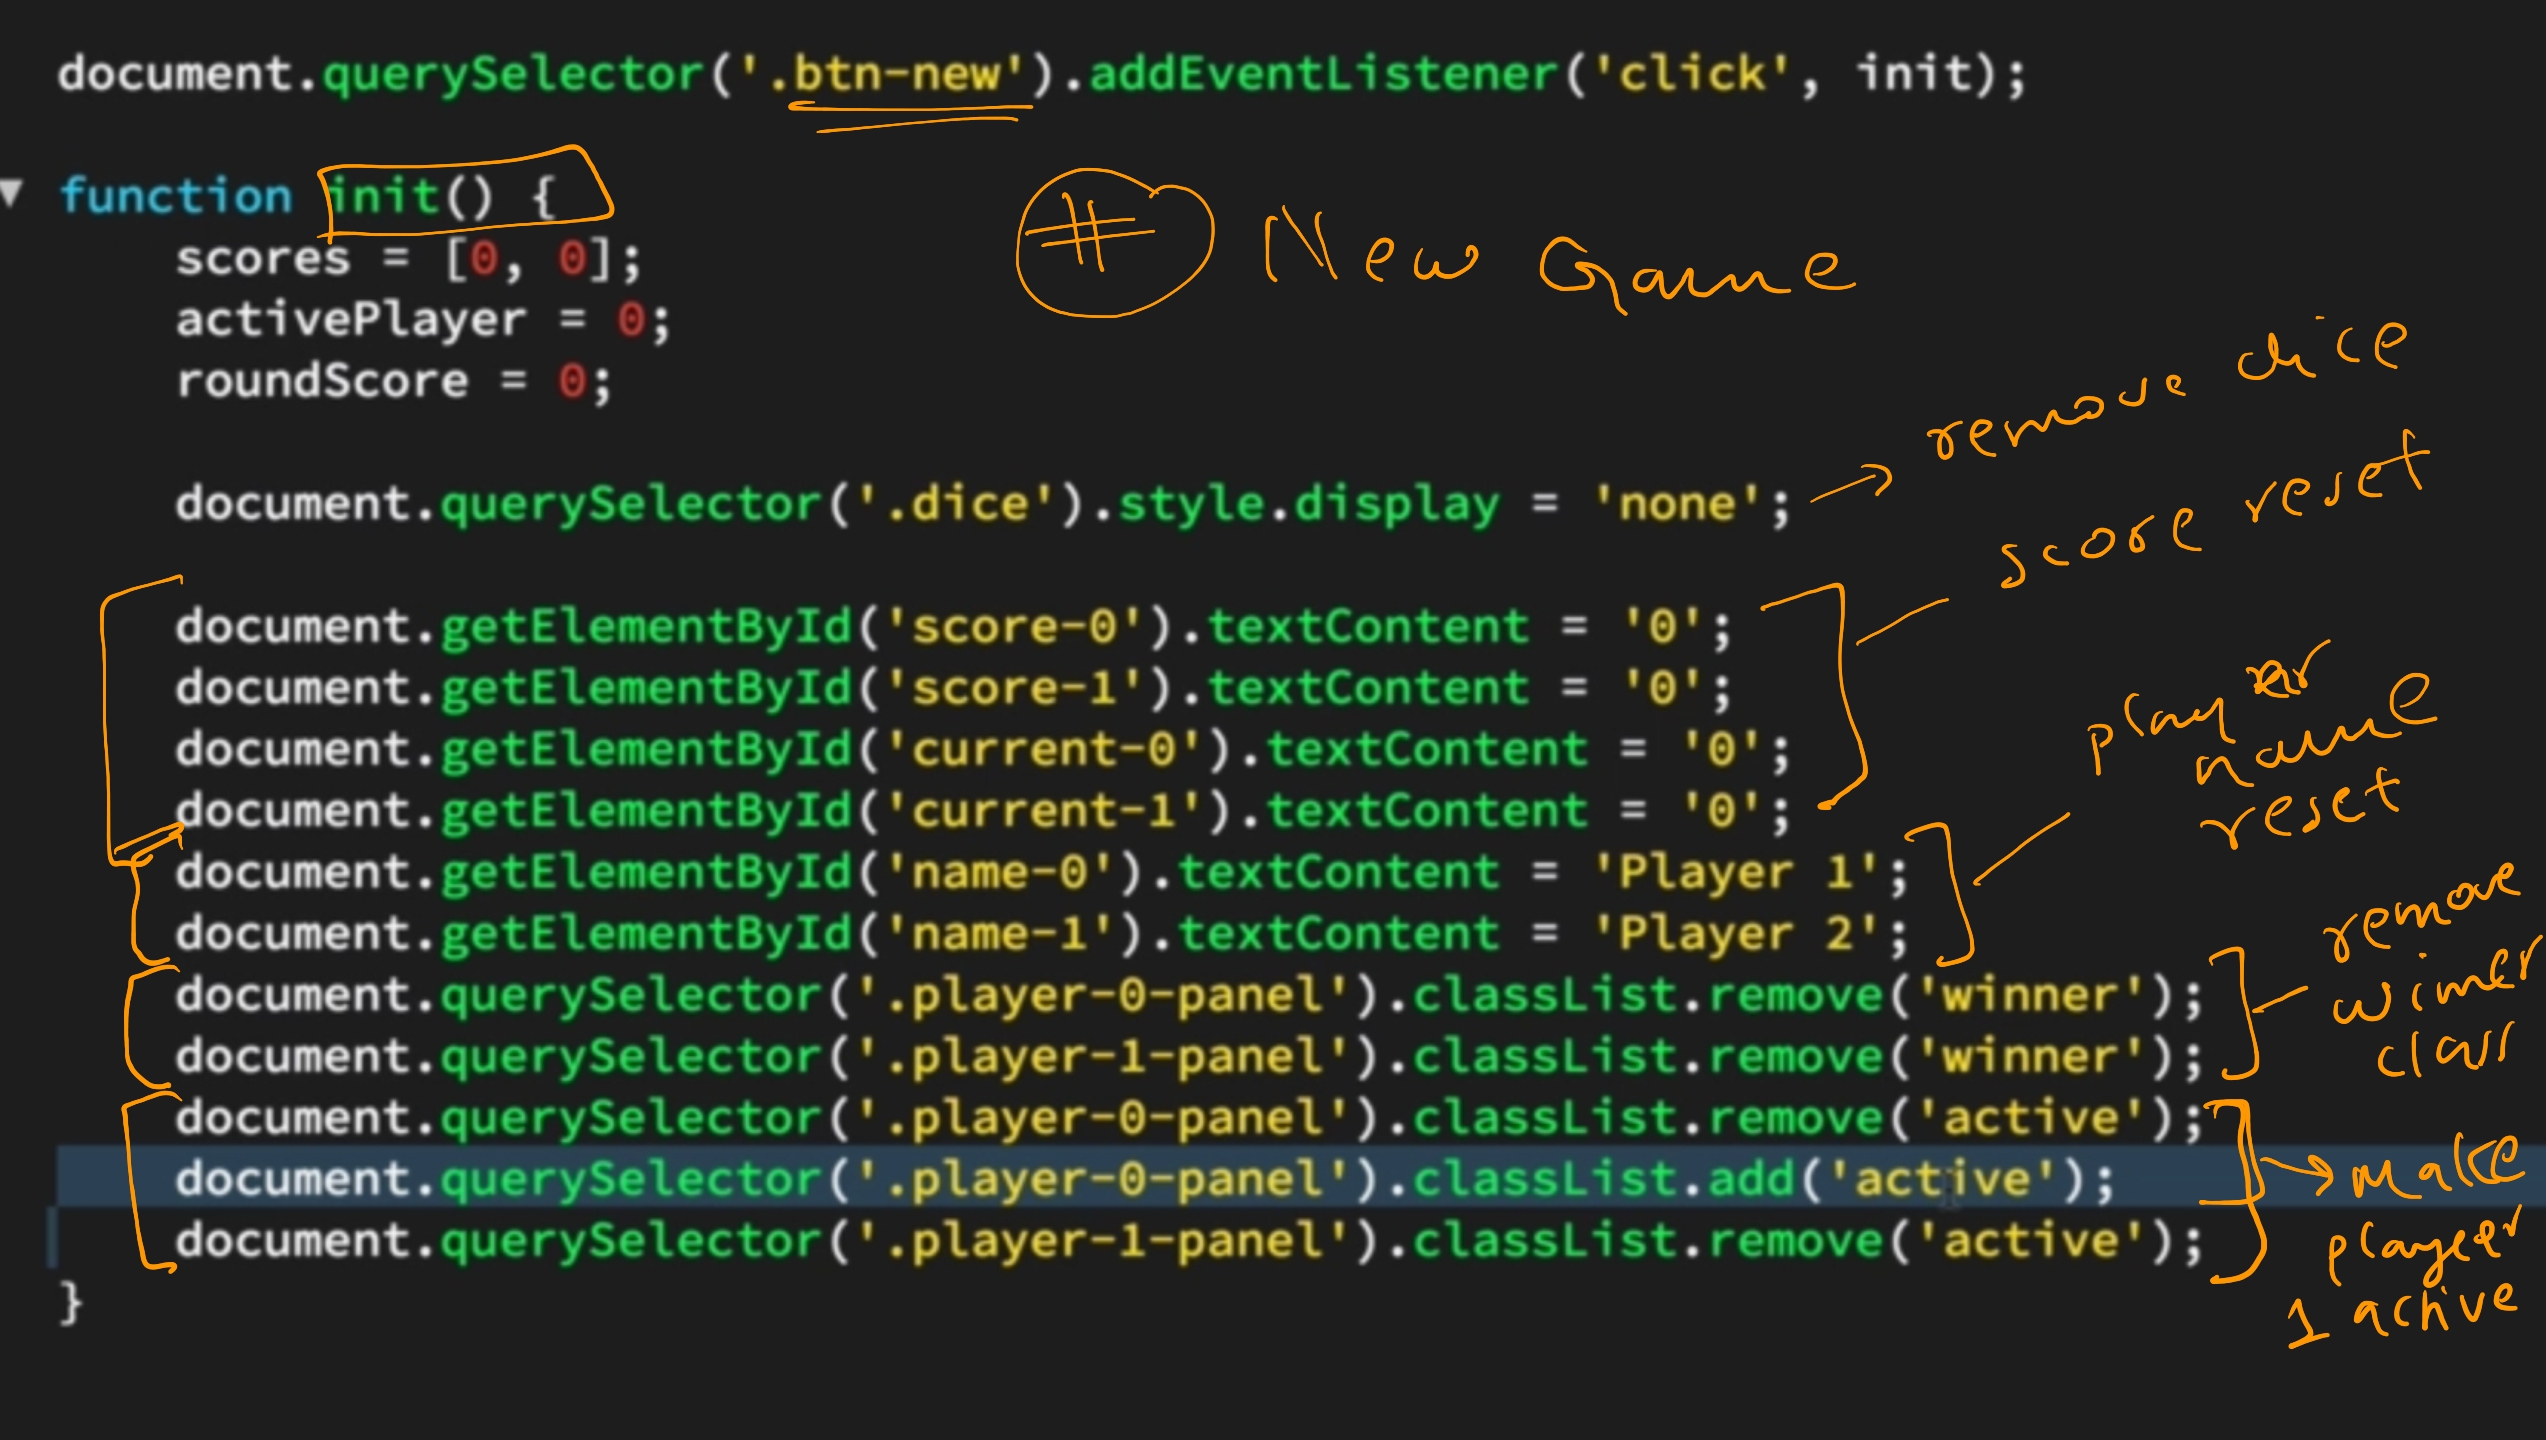 document.querySelector('.btn-new').addEventListener('click', init);
function init() {
# New Game
scores = [0, 0];
activePlayer = 0;
roundScore = 0;
remove dice
document.querySelector('.dice').style.display = 'none';
score reset
document.getElementById('score-0').textContent = '0';
document.getElementById('score-1').textContent = '0';
document.getElementById('current-0').textContent = '0';
document.getElementById('current-1').textContent = '0';
player
name
reset
document.getElementById('name-0').textContent = 'Player 1';
document.getElementById('name-1').textContent = 'Player 2';
remove
winner
class
document.querySelector('.player-0-panel').classList.remove('winner');
document.querySelector('.player-1-panel').classList.remove('winner');
document.querySelector('.player-0-panel').classList.remove('active');
document.querySelector('.player-0-panel').classList.add('active');
document.querySelector('.player-1-panel').classList.remove('active');
make
player
1 active
}